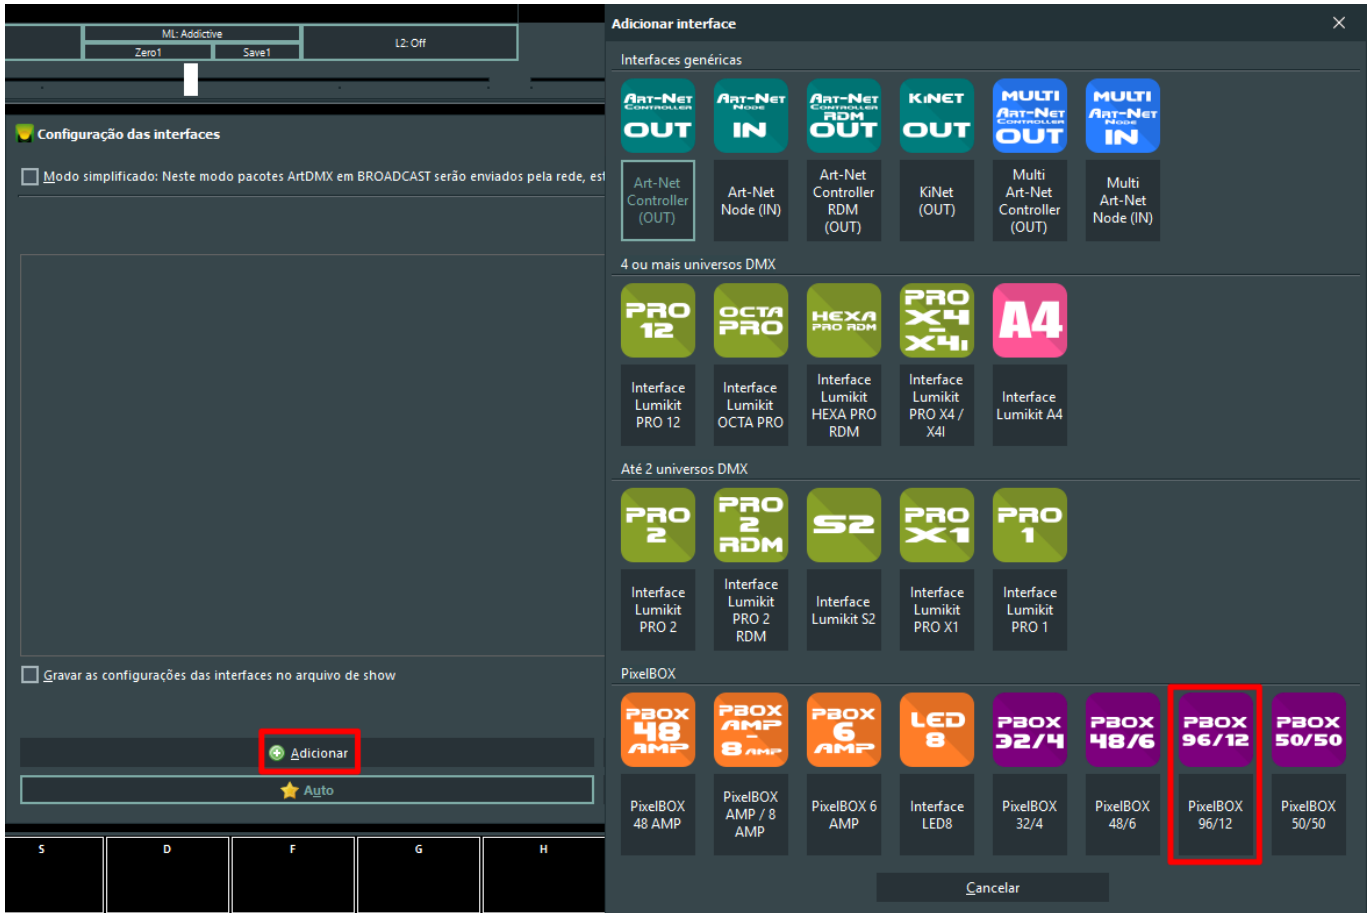 ML: Addictive
Zero1
Save1
L2: Off
Configuração das interfaces
Modo simplificado: Neste modo pacotes ArtDMX em BROADCAST serão enviados pela rede, est
Gravar as configurações das interfaces no arquivo de show
Adicionar
Auto
S
D
F
G
H
Adicionar interface
Interfaces genéricas
ART-NET
CONTROLLER
OUT
ART-NET
NODE
IN
ART-NET
CONTROLLER
RDM
OUT
KiNET
OUT
MULTI
ART-NET
CONTROLLER
OUT
MULTI
ART-NET
NODE
IN
Art-Net
Controller
(OUT)
Art-Net
Node (IN)
Art-Net
Controller
RDM
(OUT)
KiNet
(OUT)
Multi
Art-Net
Controller
(OUT)
Multi
Art-Net
Node (IN)
4 ou mais universos DMX
PRO
12
OCTA
PRO
HEXA
PRO RDM
PRO
X4
-
X4I
A4
Interface
Lumikit
PRO 12
Interface
Lumikit
OCTA PRO
Interface
Lumikit
HEXA PRO
RDM
Interface
Lumikit
PRO X4 /
X4I
Interface
Lumikit A4
Até 2 universos DMX
PRO
2
PRO
2
RDM
S2
PRO
X1
PRO
1
Interface
Lumikit
PRO 2
Interface
Lumikit
PRO 2
RDM
Interface
Lumikit S2
Interface
Lumikit
PRO X1
Interface
Lumikit
PRO 1
PixelBOX
PBOX
48
AMP
PBOX
AMP
-
8 AMP
PBOX
6
AMP
LED
8
PBOX
32/4
PBOX
48/6
PBOX
96/12
PBOX
50/50
PixelBOX
48 AMP
PixelBOX
AMP / 8
AMP
PixelBOX 6
AMP
Interface
LED8
PixelBOX
32/4
PixelBOX
48/6
PixelBOX
96/12
PixelBOX
50/50
Cancelar